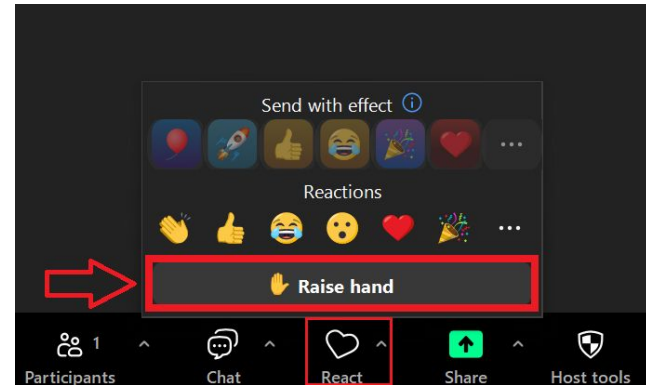 Send with effect
Reactions
Raise hand
1
Participants Chat React Share Host tools